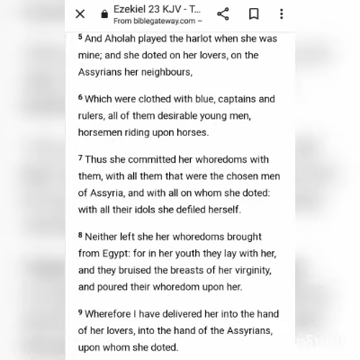 Ezekiel 23 KJV - T...
From biblegateway.com –
5 And Aholah played the harlot when she was
mine; and she doted on her lovers, on the
Assyrians her neighbours,
6 Which were clothed with blue, captains and
rulers, all of them desirable young men,
horsemen riding upon horses.
7 Thus she committed her whoredoms with
them, with all them that were the chosen men
of Assyria, and with all on whom she doted:
with all their idols she defiled herself.
8 Neither left she her whoredoms brought
from Egypt: for in her youth they lay with her,
and they bruised the breasts of her virginity,
and poured their whoredom upon her.
9 Wherefore I have delivered her into the hand
of her lovers, into the hand of the Assyrians,
upon whom she doted.